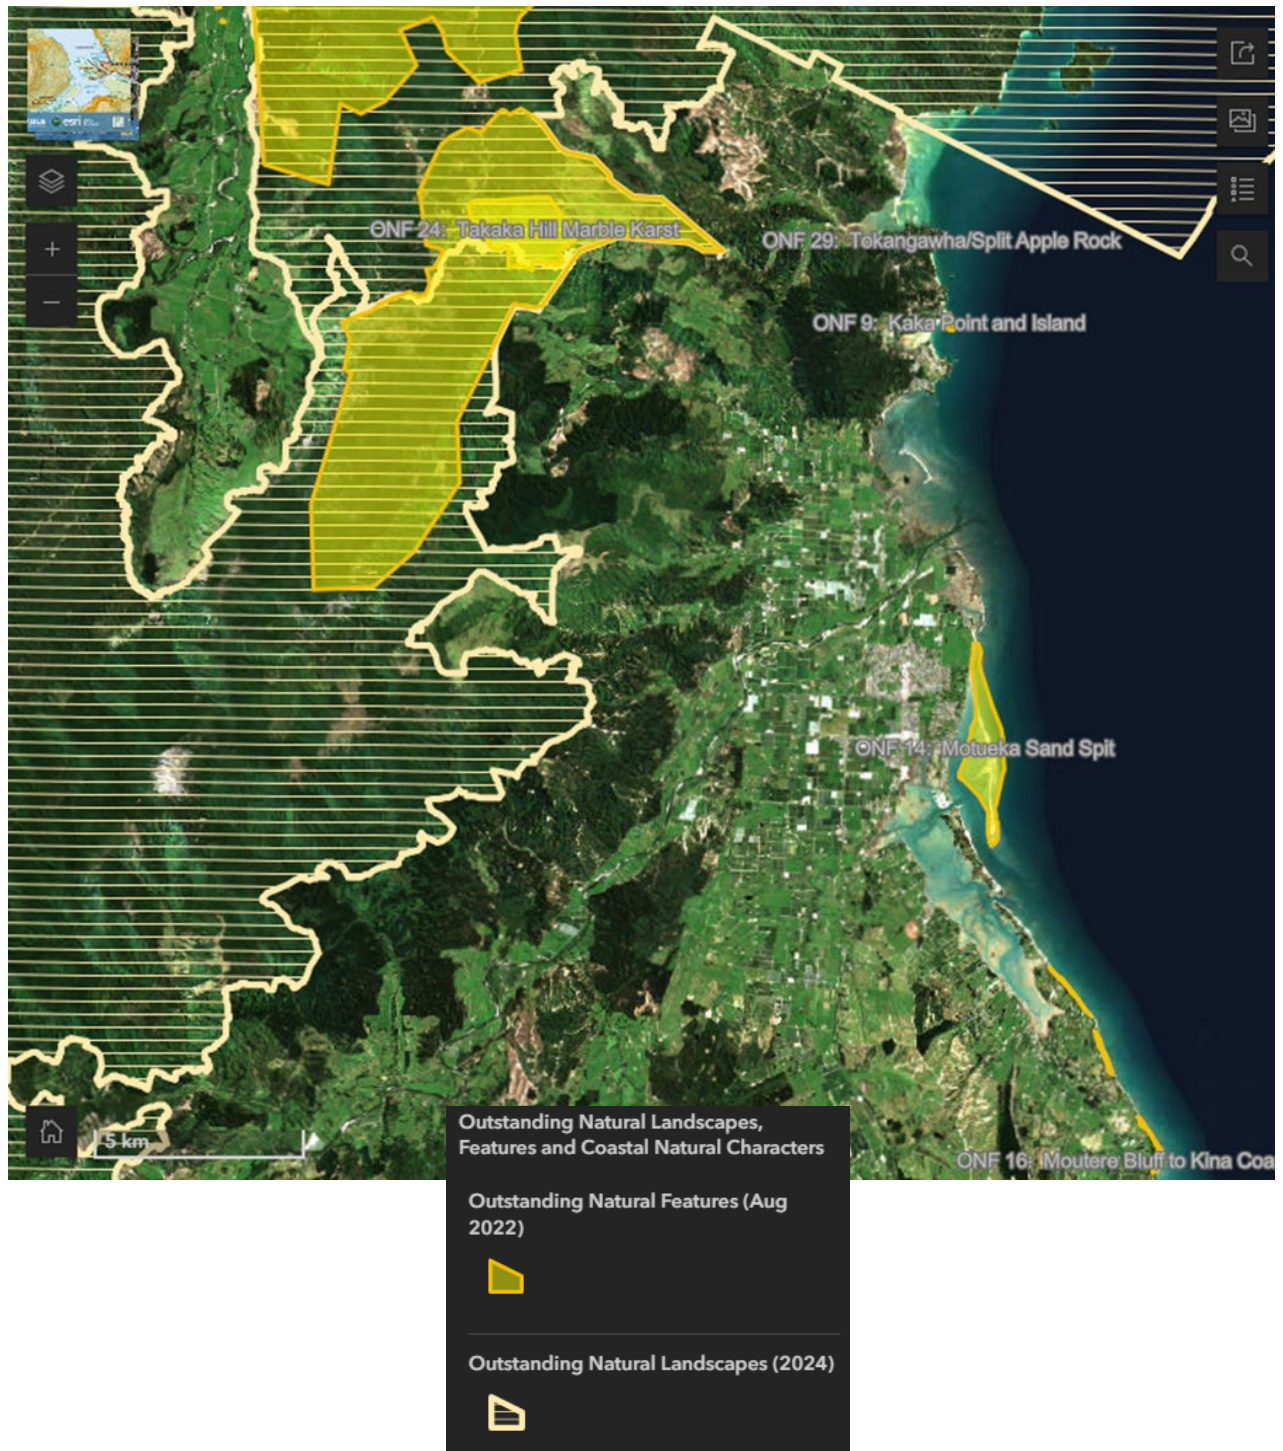 esri
ONF 24: Takaka Hill Marble Karst
ONF 29: Tokangawha/Split Apple Rock
ONF 9: Kaka Point and Island
ONF 14: Motueka Sand Spit
ONF 16: Moutere Bluff to Kina Coa
5 km
Outstanding Natural Landscapes,
Features and Coastal Natural Characters
Outstanding Natural Features (Aug
2022)
Outstanding Natural Landscapes (2024)